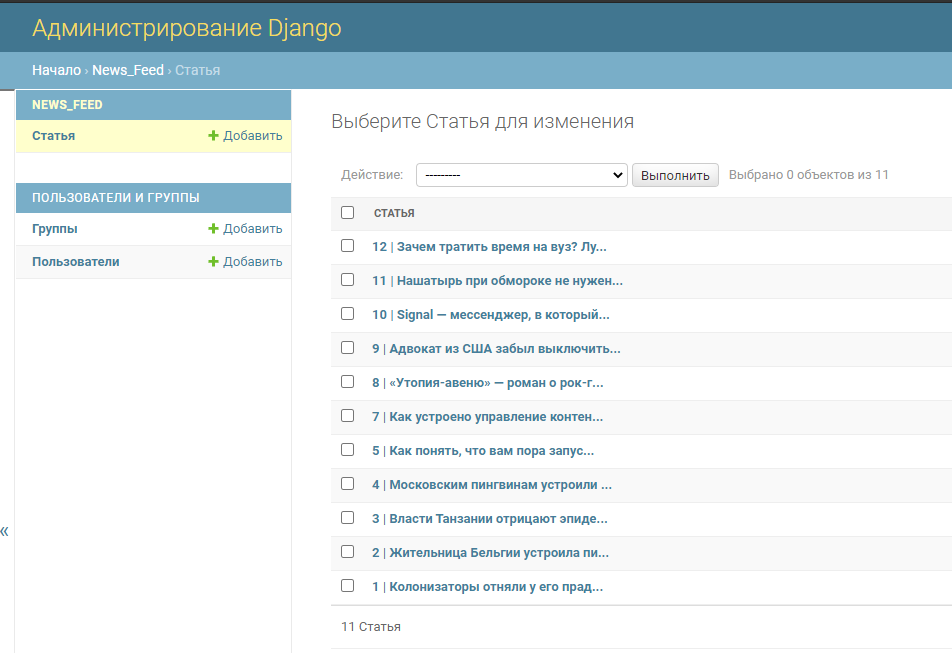 Администрирование Django
Начало › News_Feed › Статья
NEWS_FEED
Статья + Добавить
ПОЛЬЗОВАТЕЛИ И ГРУППЫ
Группы + Добавить
Пользователи + Добавить
«
Выберите Статья для изменения
Действие: --------- Выполнить Выбрано 0 объектов из 11
СТАТЬЯ
12 | Зачем тратить время на вуз? Лу...
11 | Нашатырь при обмороке не нужен...
10 | Signal — мессенджер, в который...
9 | Адвокат из США забыл выключить...
8 | «Утопия-авеню» — роман о рок-г...
7 | Как устроено управление контен...
5 | Как понять, что вам пора запус...
4 | Московским пингвинам устроили ...
3 | Власти Танзании отрицают эпиде...
2 | Жительница Бельгии устроила пи...
1 | Колонизаторы отняли у его прад...
11 Статья